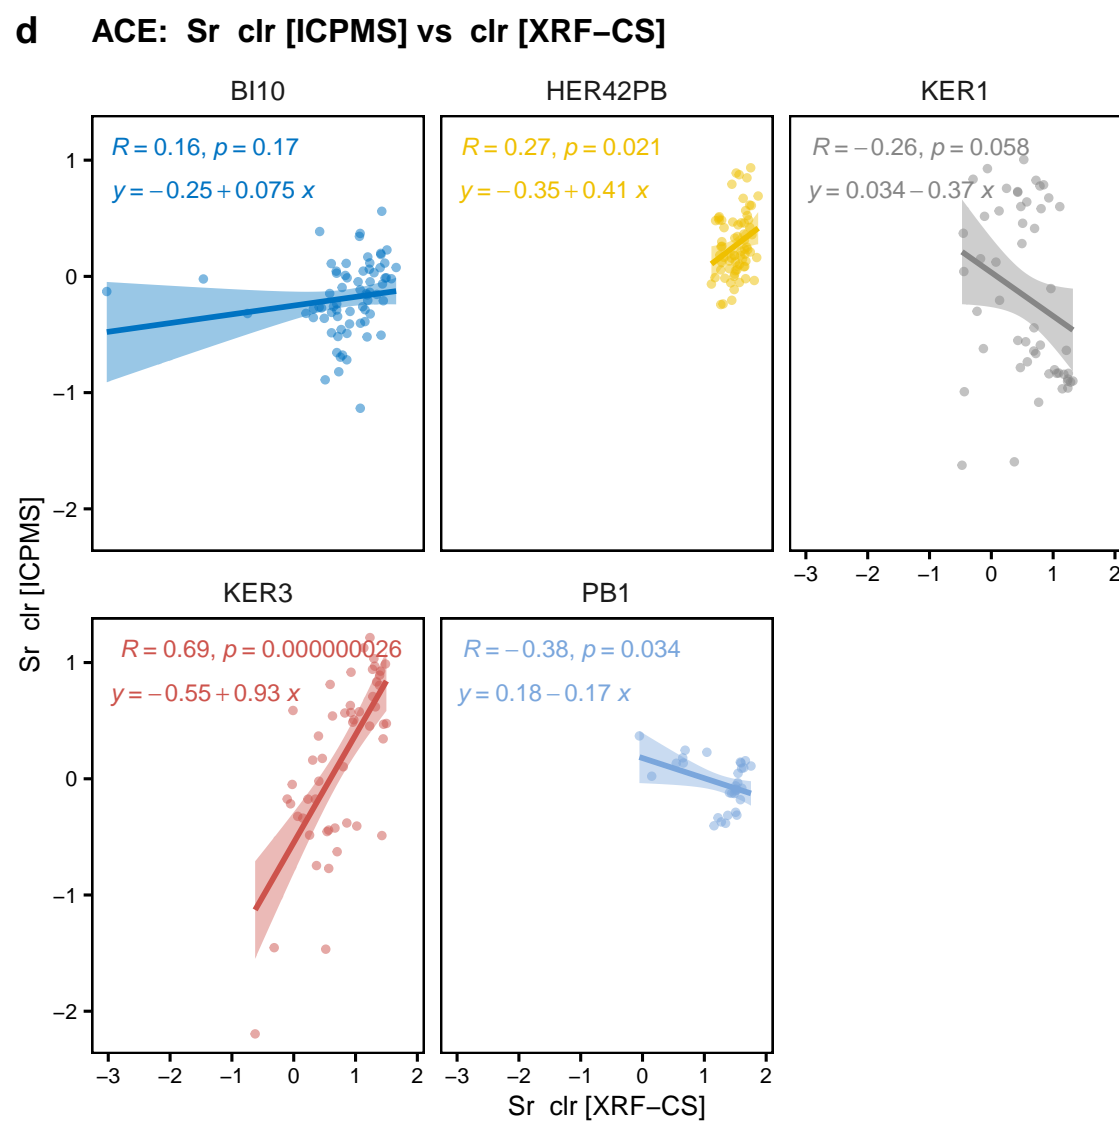 d ACE: Sr clr [ICPMS] vs clr [XRF−CS]
BI10 HER42PB KER1
R = 0.16, p = 0.17
y = −0.25 + 0.075 x
R = 0.27, p = 0.021
y = −0.35 + 0.41 x
R = −0.26, p = 0.058
y = 0.034 − 0.37 x
1
0
−1
−2
−3 −2 −1 0 1 2
Sr clr [ICPMS]
KER3 PB1
R = 0.69, p = 0.000000026
y = −0.55 + 0.93 x
R = −0.38, p = 0.034
y = 0.18 − 0.17 x
1
0
−1
−2
−3 −2 −1 0 1 2 −3 −2 −1 0 1 2
Sr clr [XRF−CS]